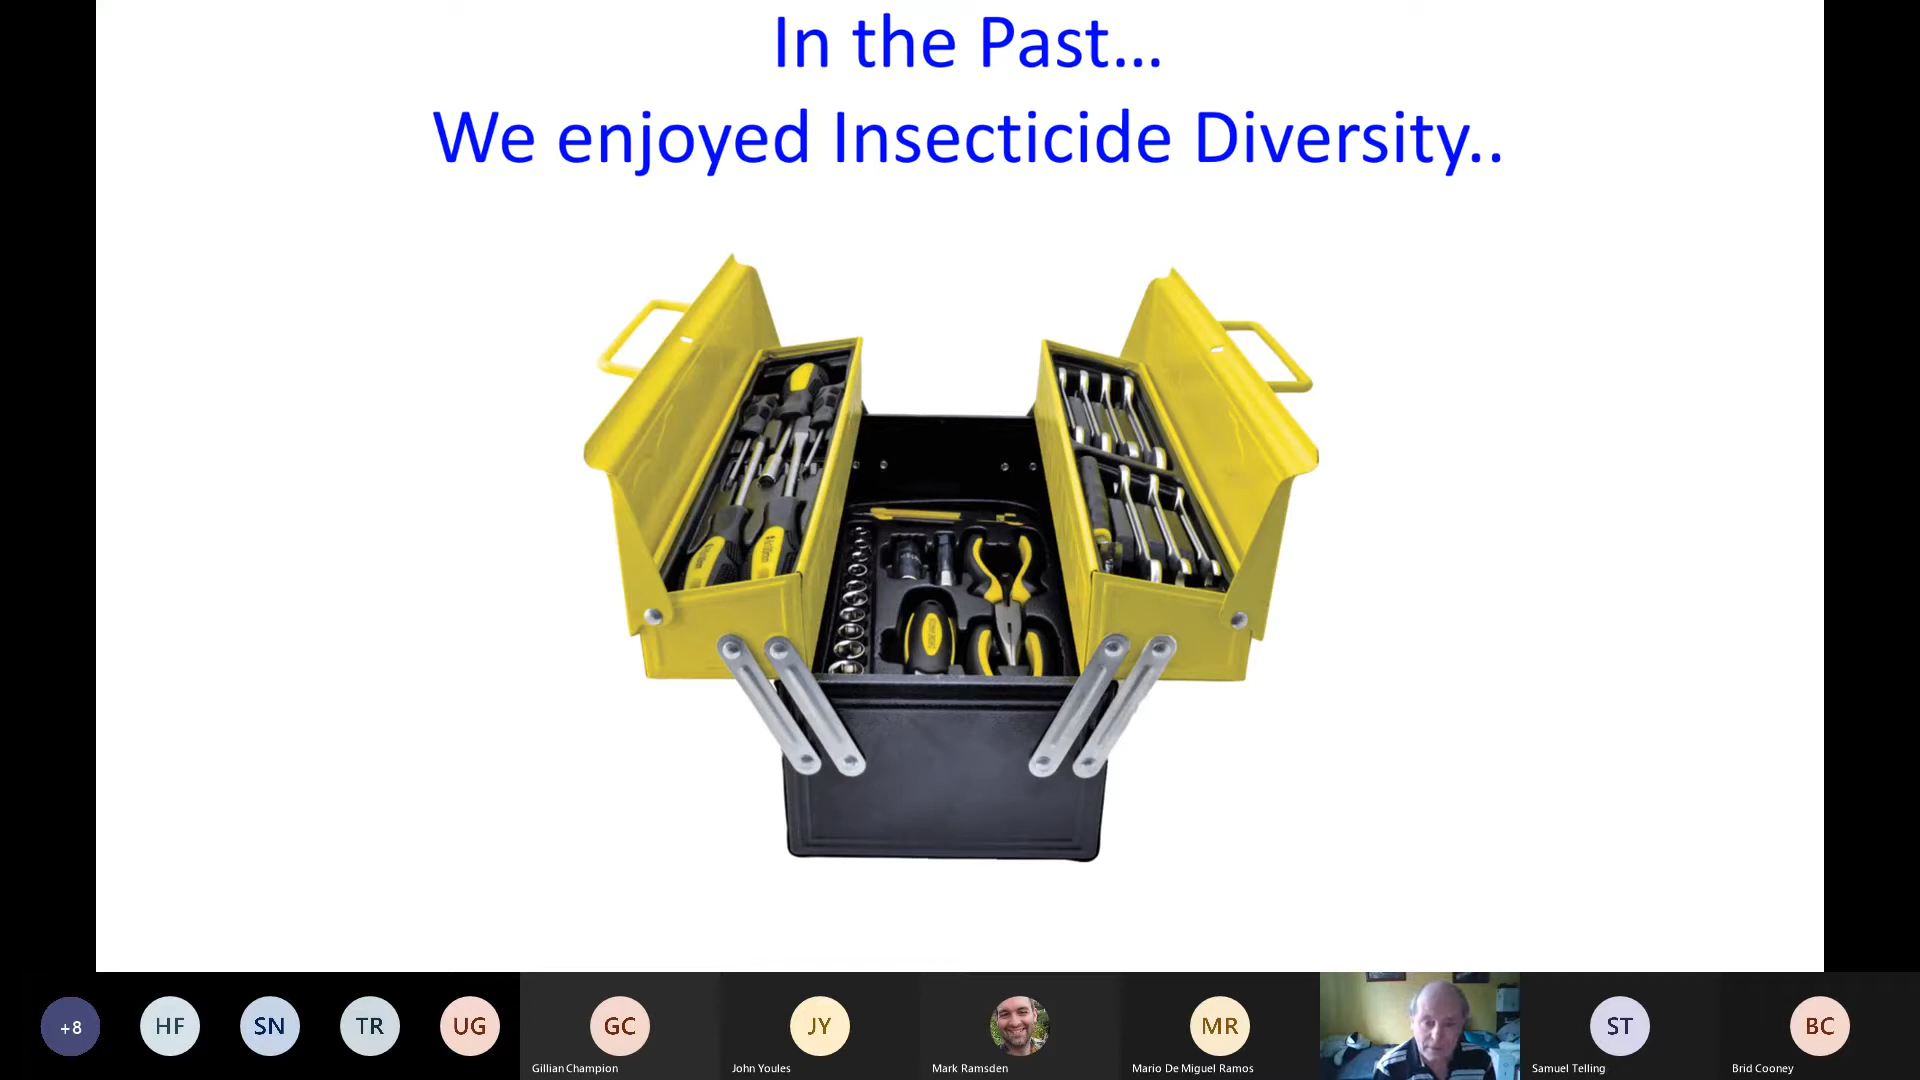 In the Past...
We enjoyed Insecticide Diversity..
+8
HF
SN
TR
UG
GC
JY
MR
ST
BC
Gillian Champion
John Youles
Mark Ramsden
Mario De Miguel Ramos
Samuel Telling
Brid Cooney